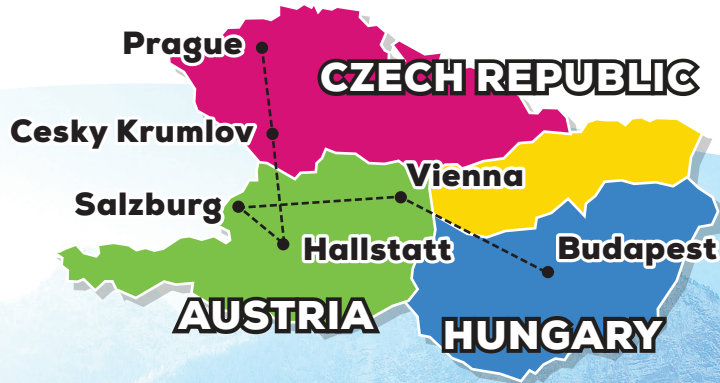 Prague
CZECH REPUBLIC
Cesky Krumlov
Vienna
Salzburg
Hallstatt
Budapest
AUSTRIA
HUNGARY